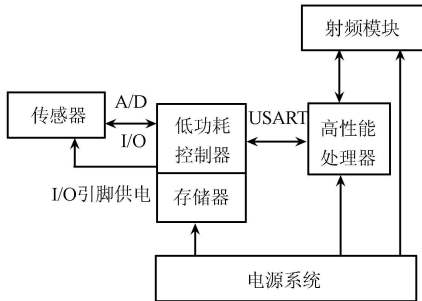 射频模块
传感器
A/D
I/O
低功耗
控制器
USART
高性能
处理器
I/O引脚供电
存储器
电源系统